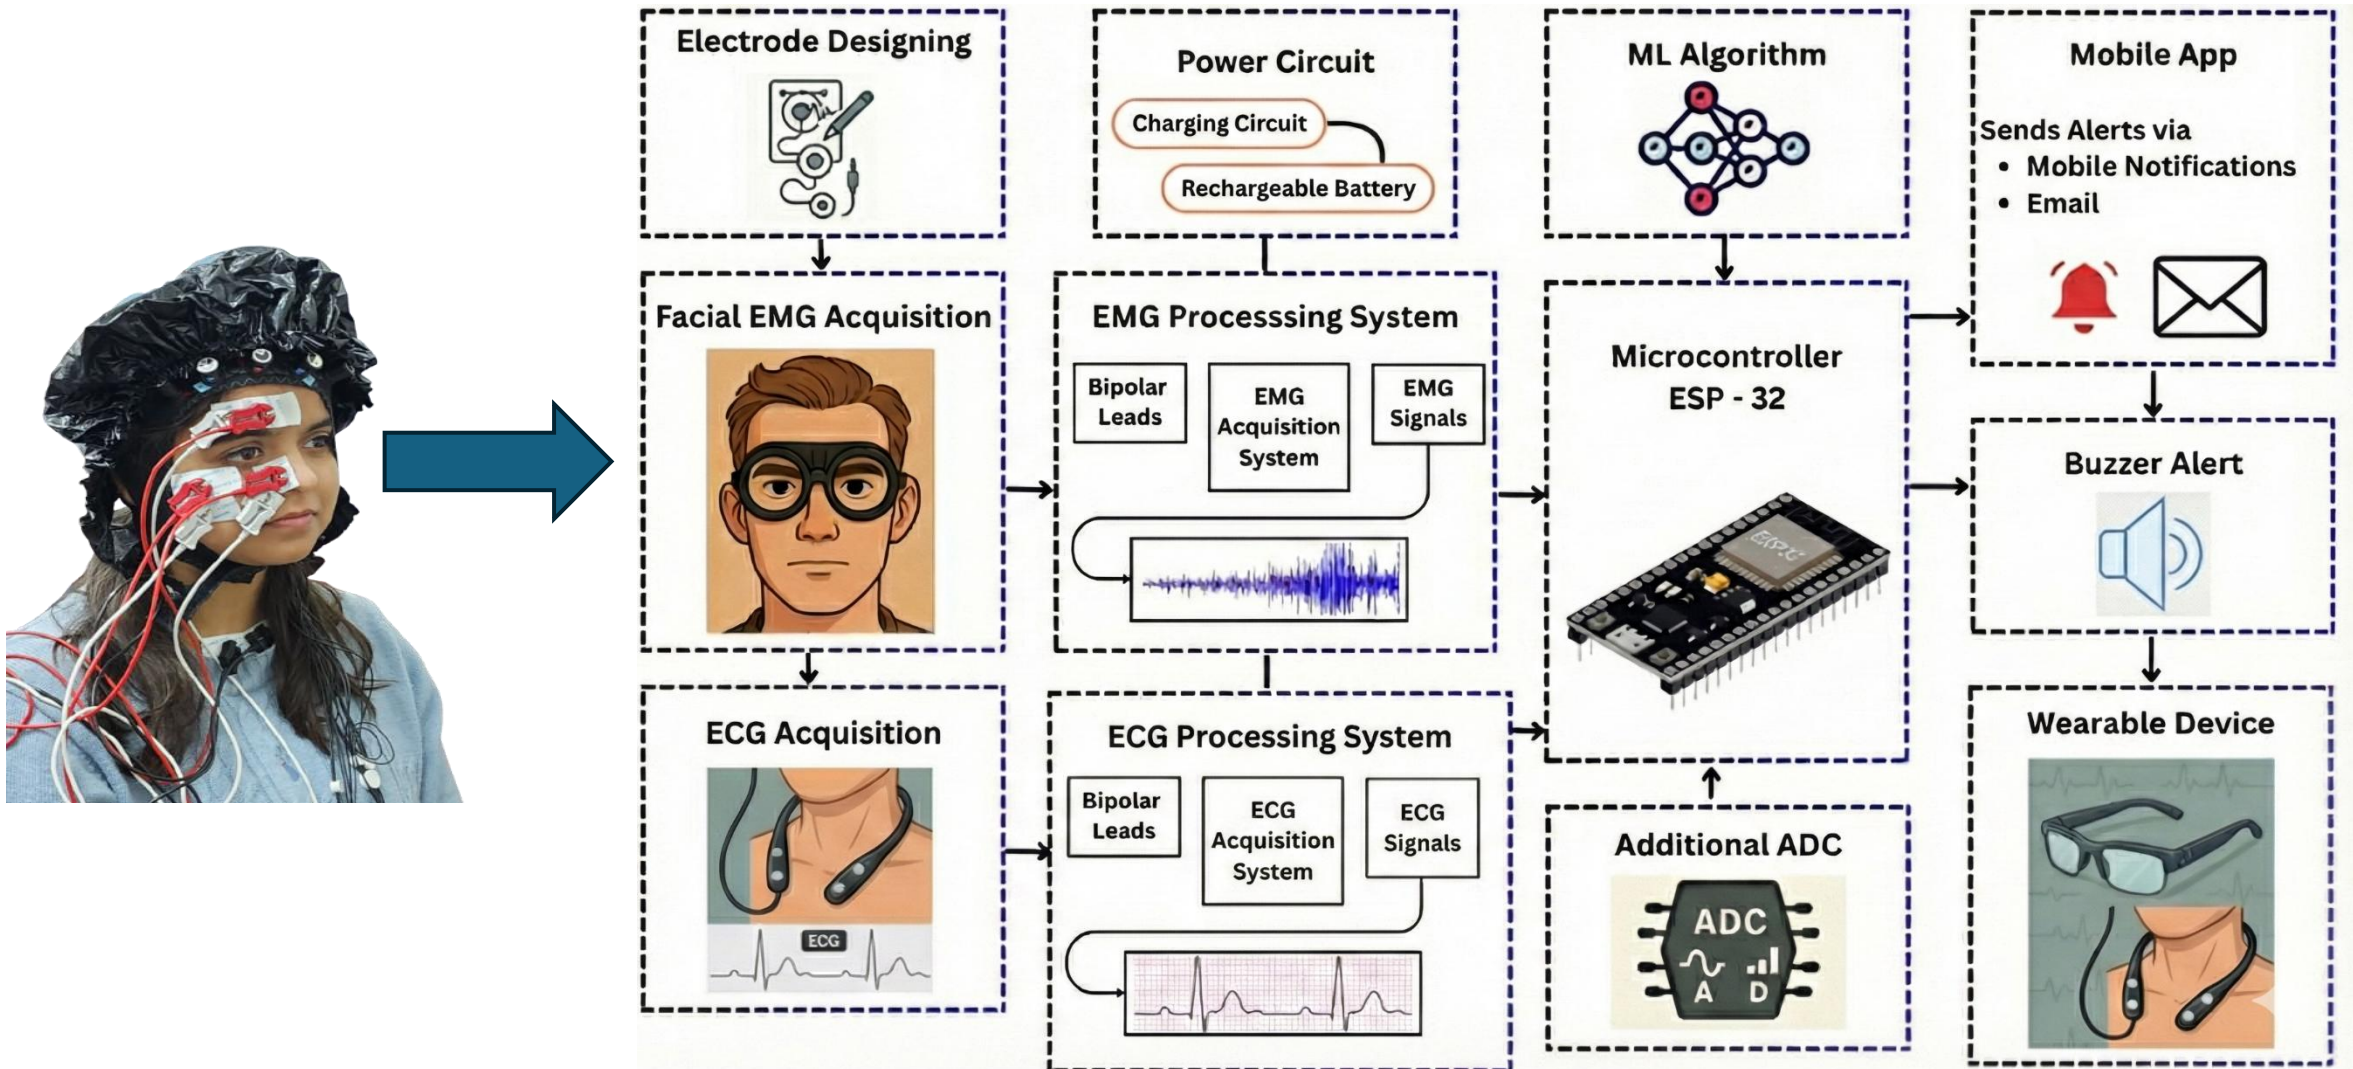 Electrode Designing
Power Circuit
Charging Circuit
Rechargeable Battery
ML Algorithm
Mobile App
Sends Alerts via
• Mobile Notifications
• Email
Facial EMG Acquisition
EMG Processsing System
Bipolar
Leads
EMG
Acquisition
System
EMG
Signals
Microcontroller
ESP - 32
Buzzer Alert
ECG Acquisition
ECG
ECG Processing System
Bipolar
Leads
ECG
Acquisition
System
ECG
Signals
Additional ADC
ADC
A D
Wearable Device